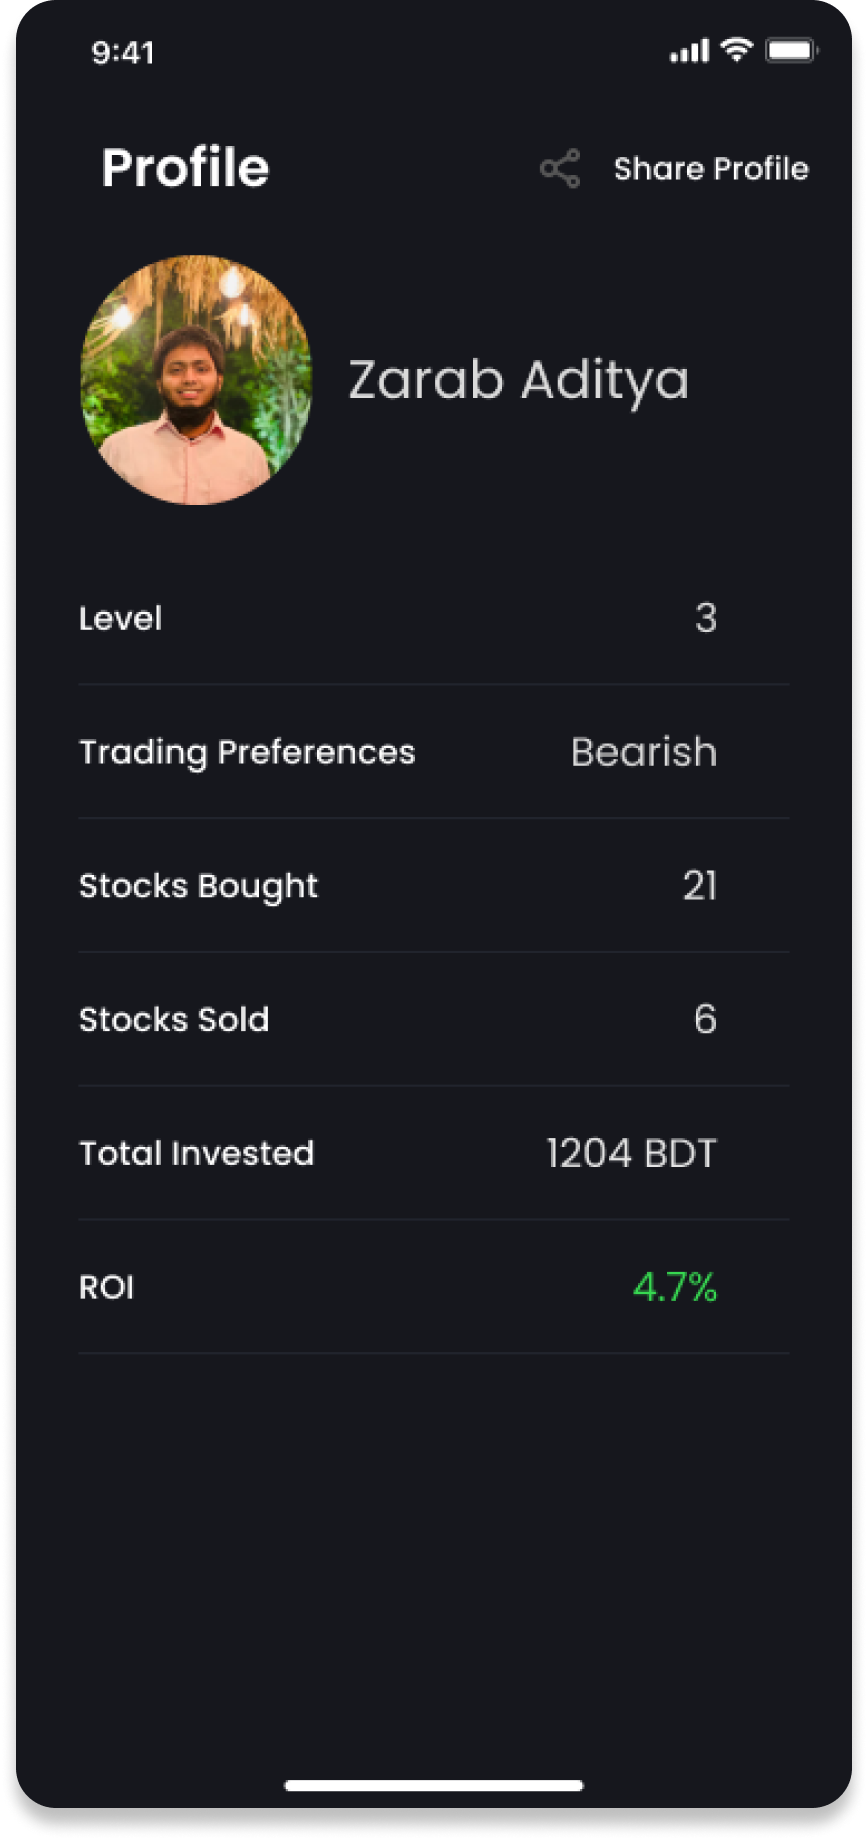 9:41
Profile
Share Profile
Zarab Aditya
Level 3
Trading Preferences Bearish
Stocks Bought 21
Stocks Sold 6
Total Invested 1204 BDT
ROI 4.7%